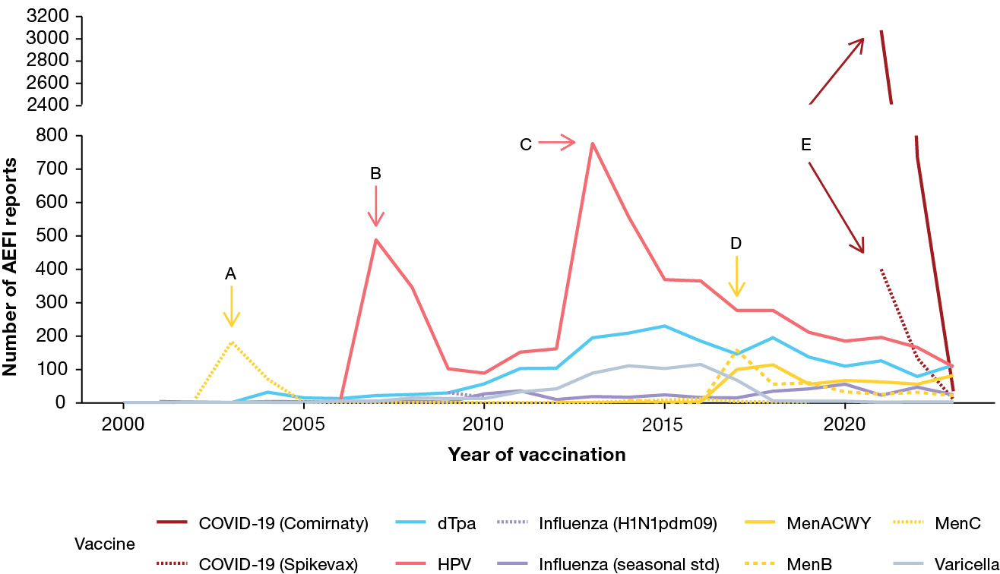 3200
3000
2800
2600
2400
800
700
600
500
400
300
200
100
0
Number of AEFI reports
A
B
C
D
E
2000 2005 2010 2015 2020
Year of vaccination
Vaccine
COVID-19 (Comirnaty) dTpa Influenza (H1N1pdm09) MenACWY MenC
COVID-19 (Spikevax) HPV Influenza (seasonal std) MenB Varicella